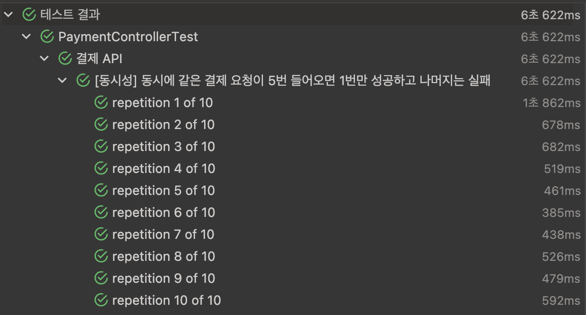 테스트 결과 6초 622ms
PaymentControllerTest 6초 622ms
결제 API 6초 622ms
[동시성] 동시에 같은 결제 요청이 5번 들어오면 1번만 성공하고 나머지는 실패 6초 622ms
repetition 1 of 10 1초 862ms
repetition 2 of 10 678ms
repetition 3 of 10 682ms
repetition 4 of 10 519ms
repetition 5 of 10 461ms
repetition 6 of 10 385ms
repetition 7 of 10 438ms
repetition 8 of 10 526ms
repetition 9 of 10 479ms
repetition 10 of 10 592ms